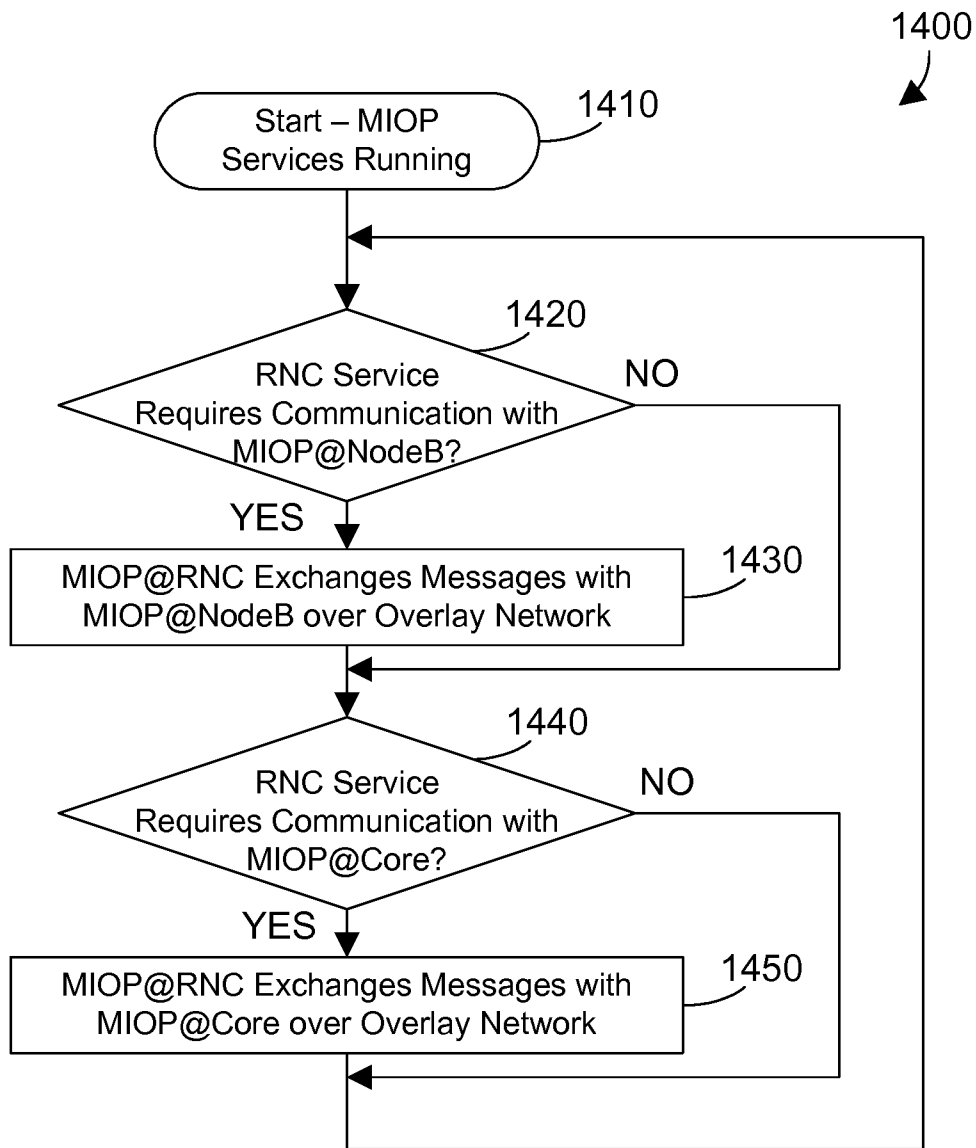 1400
Start – MIOP
Services Running
1410
1420
RNC Service
Requires Communication with
MIOP@NodeB?
NO
YES
MIOP@RNC Exchanges Messages with
MIOP@NodeB over Overlay Network
1430
1440
RNC Service
Requires Communication with
MIOP@Core?
NO
YES
MIOP@RNC Exchanges Messages with
MIOP@Core over Overlay Network
1450